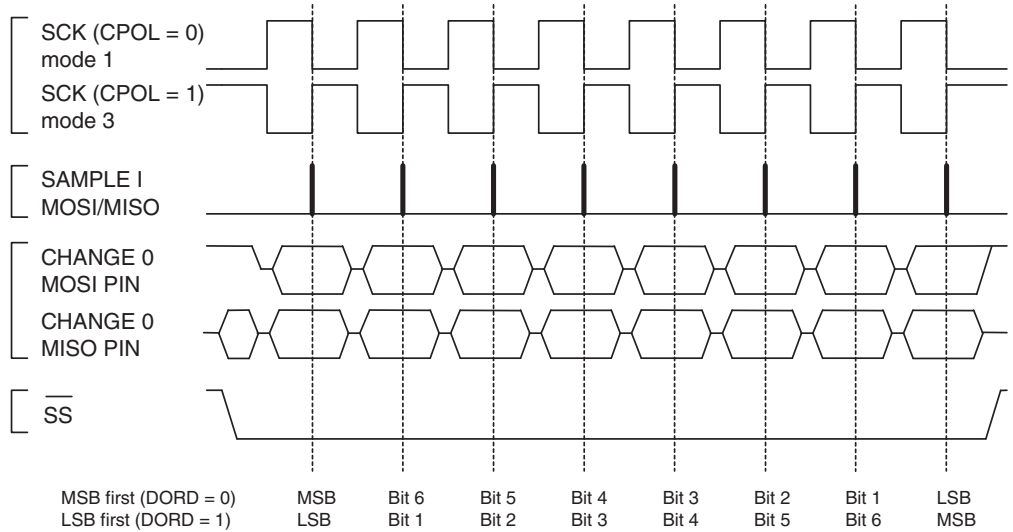 SCK (CPOL = 0)
mode 1
SCK (CPOL = 1)
mode 3
SAMPLE I
MOSI/MISO
CHANGE 0
MOSI PIN
CHANGE 0
MISO PIN
SS
MSB first (DORD = 0) MSB Bit 6 Bit 5 Bit 4 Bit 3 Bit 2 Bit 1 LSB
LSB first (DORD = 1) LSB Bit 1 Bit 2 Bit 3 Bit 4 Bit 5 Bit 6 MSB